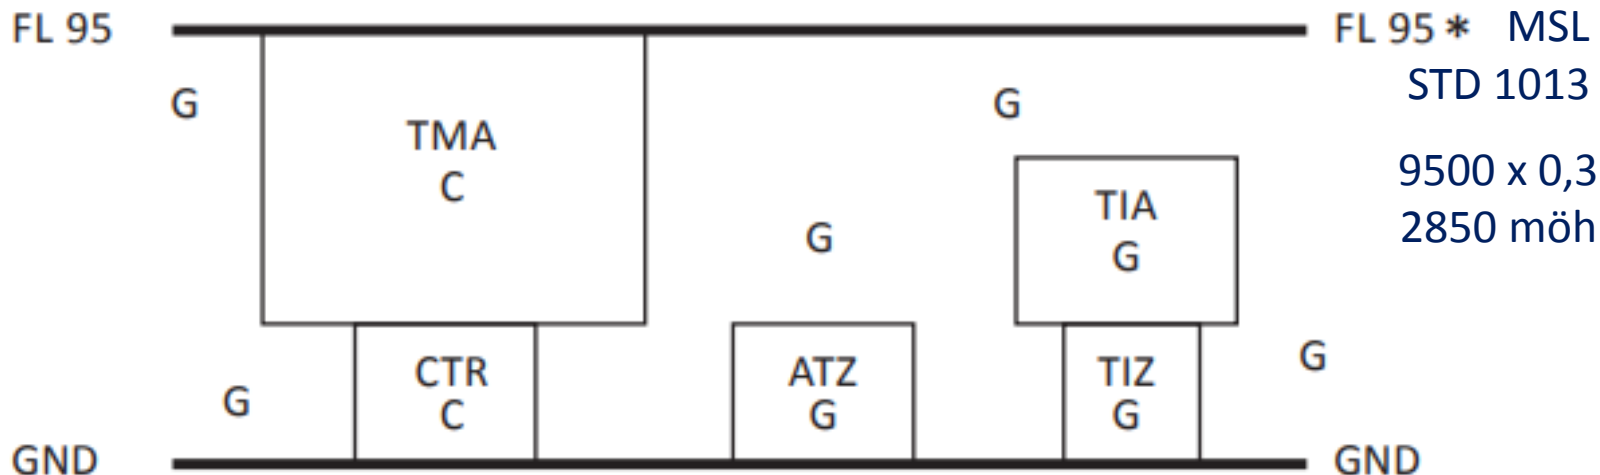 FL 95
FL 95 * MSL
STD 1013
G
TMA
C
G
9500 x 0,3
2850 möh
TIA
G
G
CTR
C
ATZ
G
TIZ
G
G
G
GND
GND